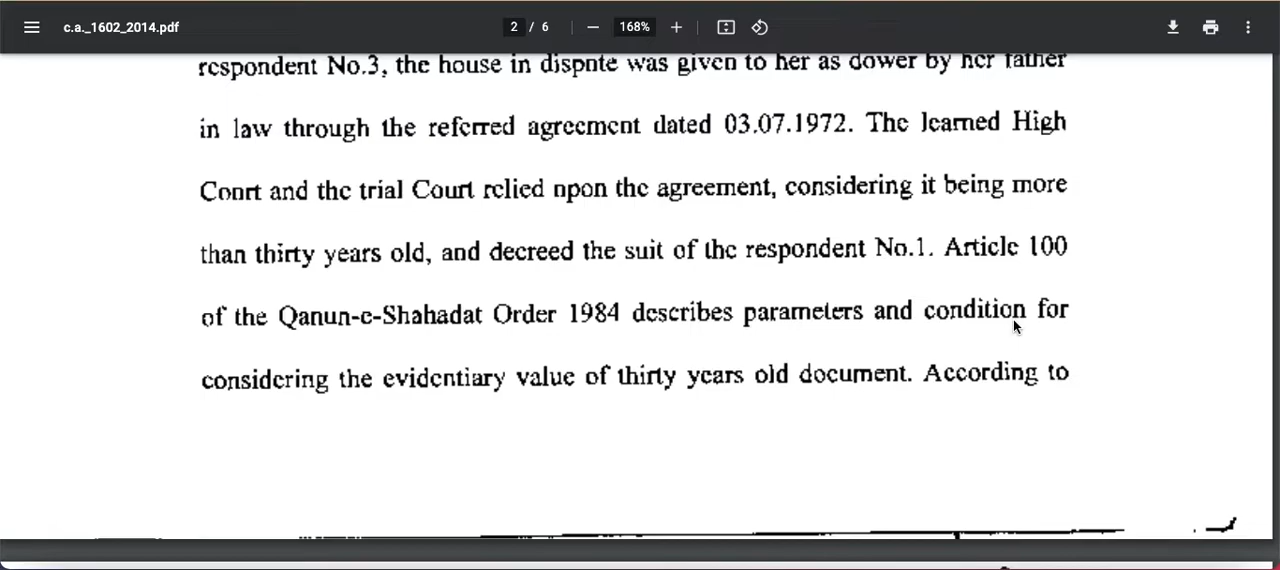 c.a._1602_2014.pdf 2 / 6 168%
respondent No.3, the house in dispnte was given to her as dower by her father
in law through the referred agreement dated 03.07.1972. The learned High
Conrt and the trial Court relied npon the agreement, considering it being more
than thirty years old, and decreed the suit of the respondent No.1. Article 100
of the Qanun-e-Shahadat Order 1984 describes parameters and condition for
considering the evidentiary value of thirty years old document. According to